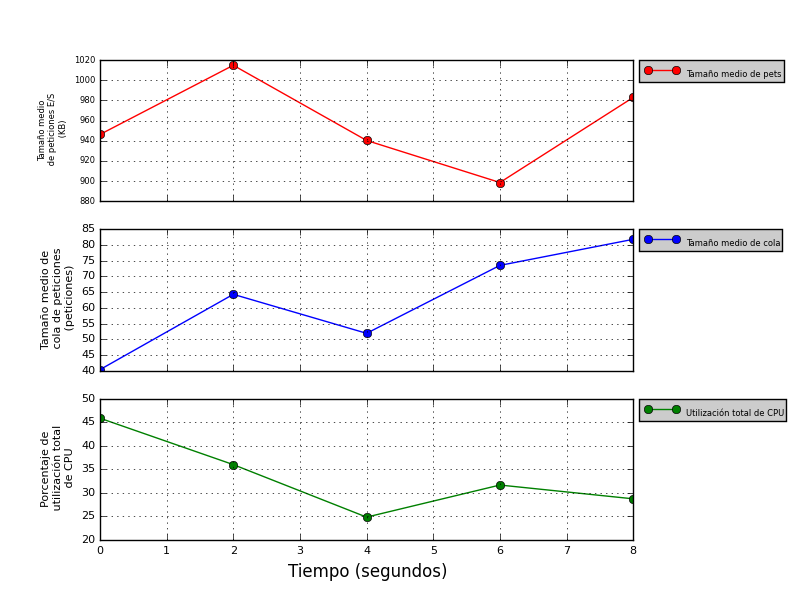 1020
1000
980
960
940
920
900
880
Tamaño medio
de peticiones E/S
(KB)
Tamaño medio de pets
85
80
75
70
65
60
55
50
45
40
Tamaño medio de
cola de peticiones
(peticiones)
Tamaño medio de cola
50
45
40
35
30
25
20
Porcentaje de
utilización total
de CPU
Utilización total de CPU
0 1 2 3 4 5 6 7 8
Tiempo (segundos)